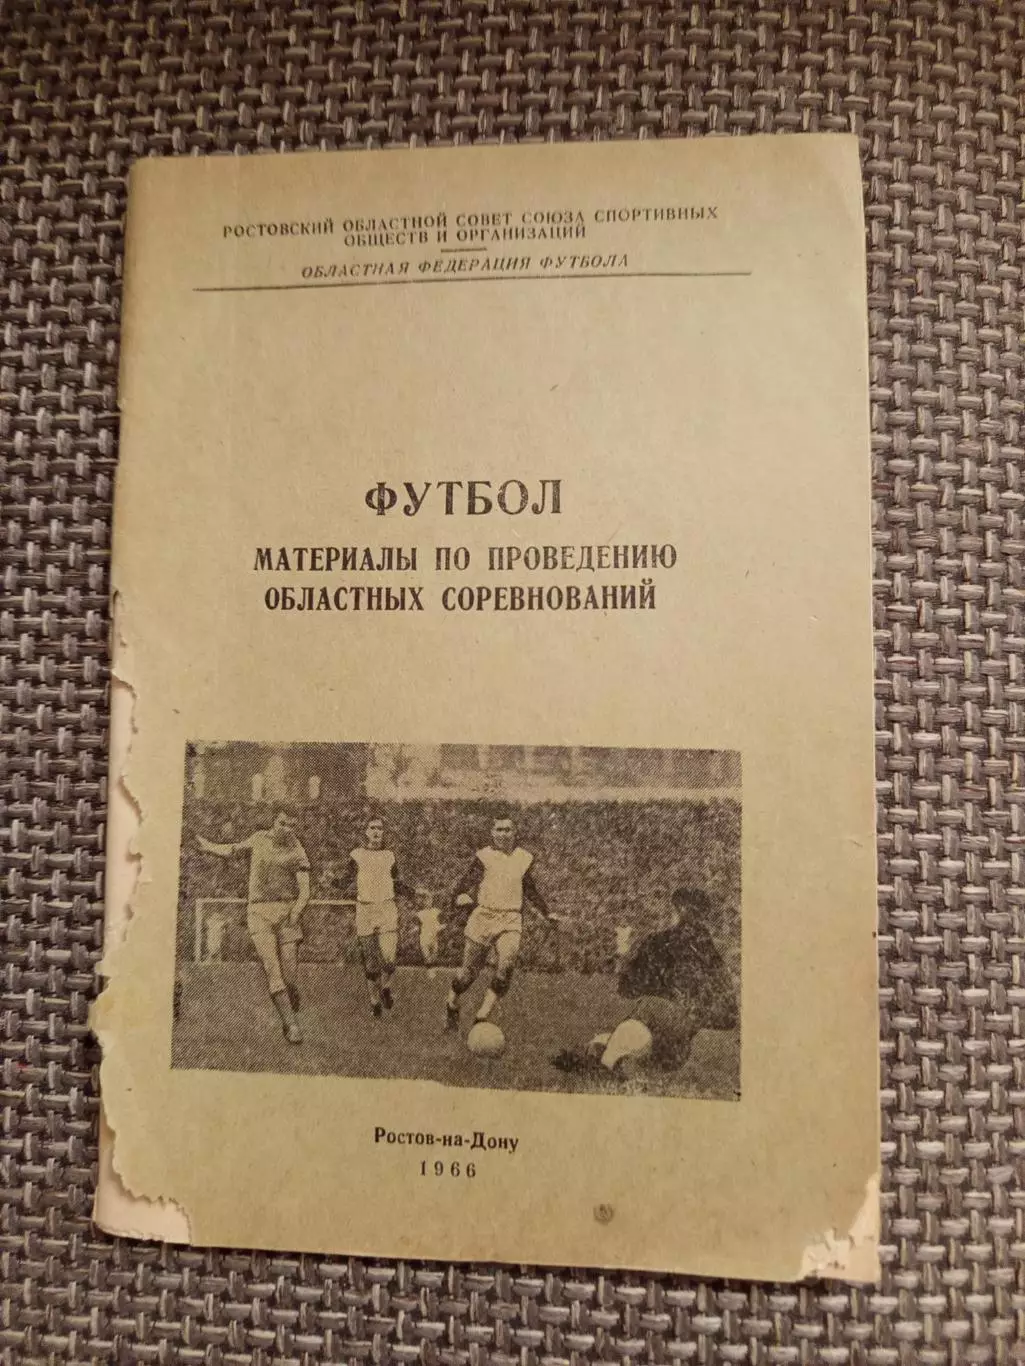 РОСТОВСКИЙ ОБЛАСТНОЙ СОВЕТ СОЮЗА СПОРТИВНЫХ
ОБЩЕСТВ И ОРГАНИЗАЦИЙ
ОБЛАСТНАЯ ФЕДЕРАЦИЯ ФУТБОЛА
ФУТБОЛ
МАТЕРИАЛЫ ПО ПРОВЕДЕНИЮ
ОБЛАСТНЫХ СОРЕВНОВАНИЙ
Ростов-на-Дону
1966